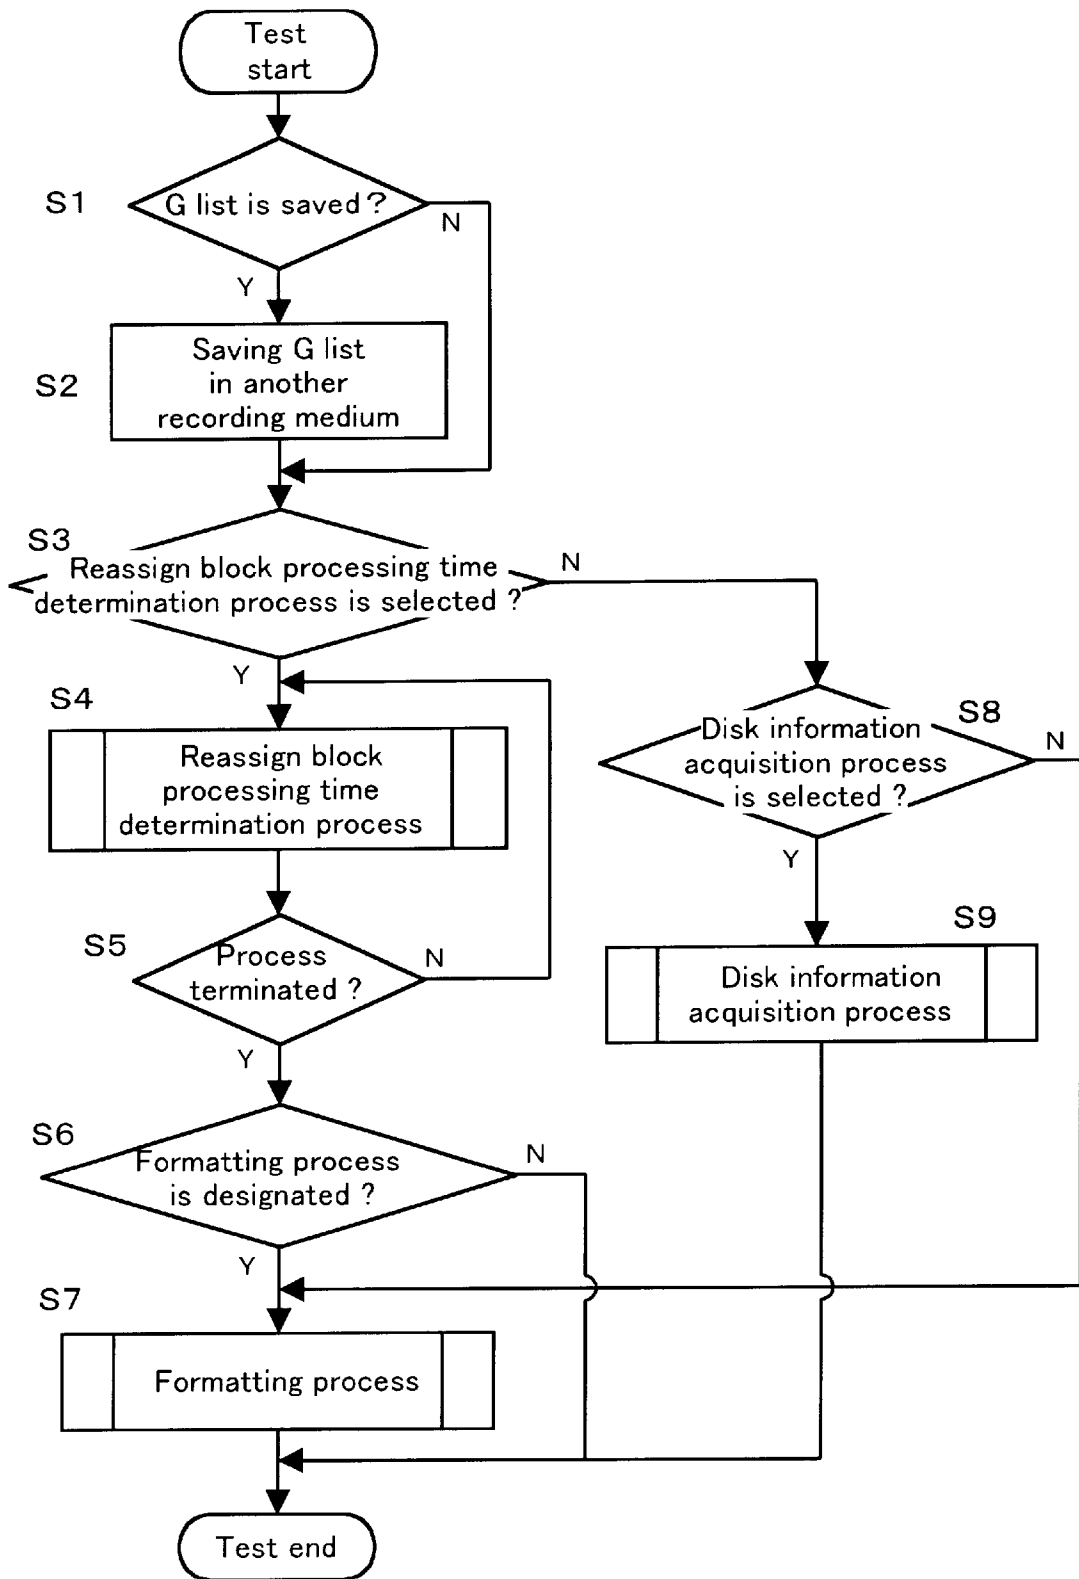 Test
start
S1
G list is saved?
N
Y
S2
Saving G list
in another
recording medium
S3
Reassign block processing time
determination process is selected ?
N
Y
S4
Reassign block
processing time
determination process
S8
Disk information
acquisition process
is selected ?
N
Y
S5
Process
terminated ?
N
Y
S9
Disk information
acquisition process
S6
Formatting process
is designated ?
N
Y
S7
Formatting process
Test end